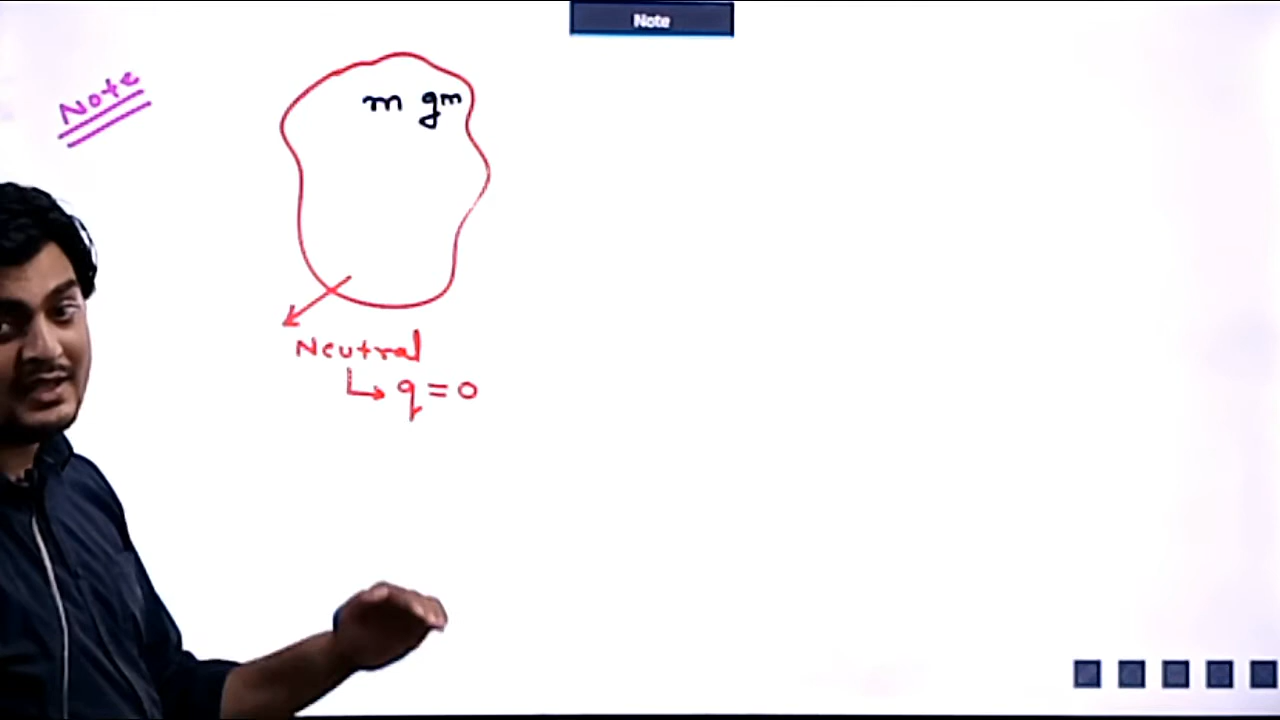 Note
Note
m gm
Neutral
↳ q = 0